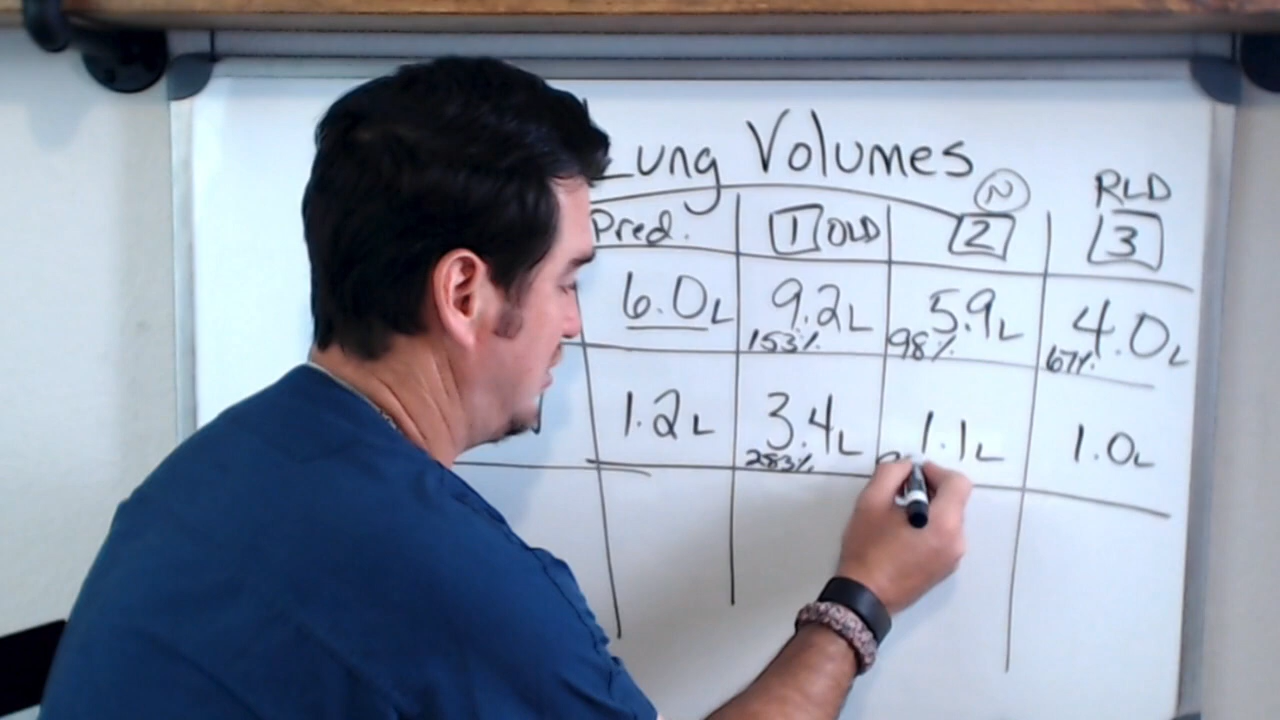 Lung Volumes
N RLD
Pred. 1 OLD 2 3
6.0L 9.2L 5.9L 4.0L
153% 98% 67%
1.2L 3.4L 1.1L 1.0L
283%